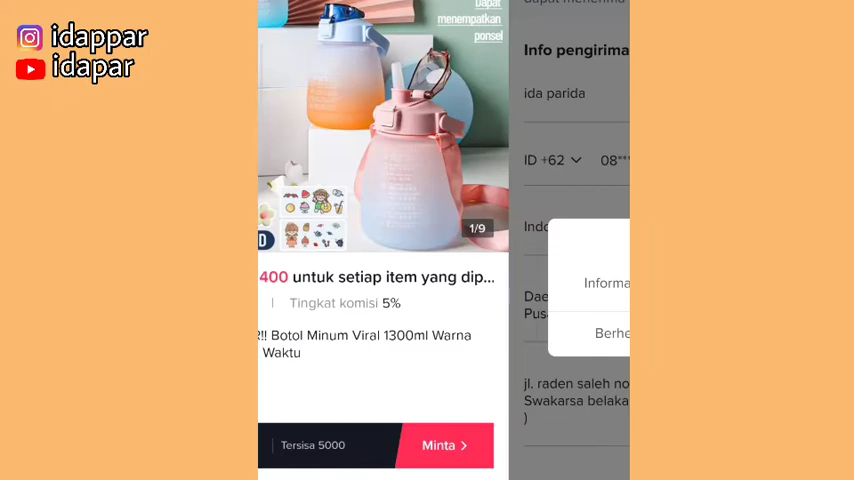 idappar
idapar
Dapat
menempatkan
ponsel
1/9
400 untuk setiap item yang dip...
Tingkat komisi 5%
!! Botol Minum Viral 1300ml Warna
Waktu
Tersisa 5000
Minta >
Info pengirima
ida parida
ID +62
08**
Indo
Informa
Dae
Pusa
Berhe
jl. raden saleh no
Swakarsa belaka
)